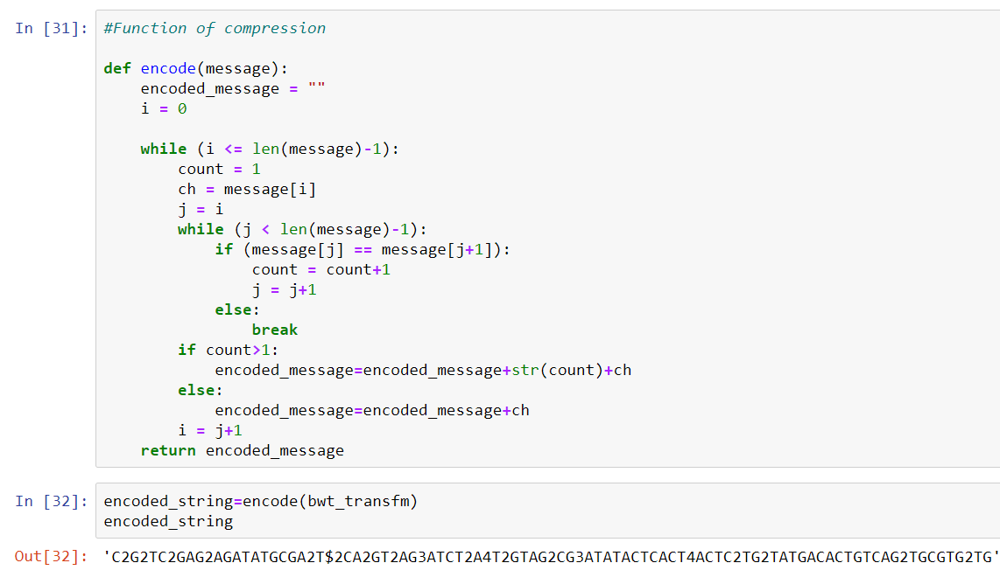 In [31]: #Function of compression
def encode(message):
    encoded_message = ""
    i = 0
    while (i <= len(message)-1):
        count = 1
        ch = message[i]
        j = i
        while (j < len(message)-1):
            if (message[j] == message[j+1]):
                count = count+1
                j = j+1
            else:
                break
        if count>1:
            encoded_message=encoded_message+str(count)+ch
        else:
            encoded_message=encoded_message+ch
        i = j+1
    return encoded_message
In [32]: encoded_string=encode(bwt_transfm)
encoded_string
Out[32]: 'C2G2TC2GAG2AGATATGCGA2T$2CA2GT2AG3ATCT2A4T2GTAG2CG3ATATACTCACT4ACTC2TG2TATGACACTGTCAG2TGCGTG2TG'